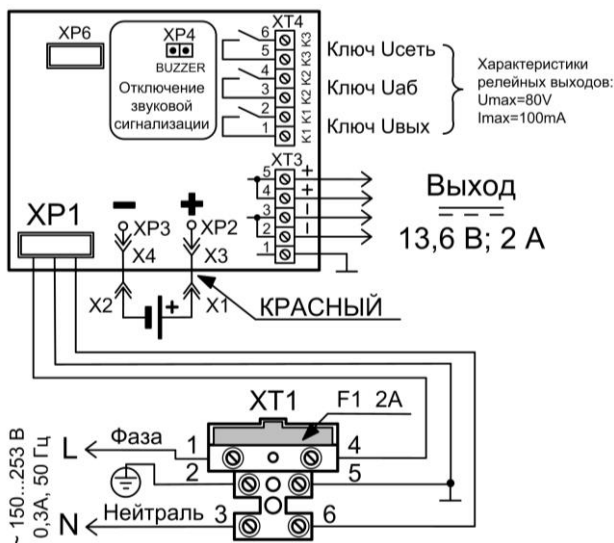 XP6
XP4
BUZZER
Отключение
звуковой
сигнализации
XT4
6
5
4
3
2
1
K3
K3
K2
K2
K1
K1
Ключ Uсеть
Ключ Uаб
Ключ Uвых
Характеристики
релейных выходов:
Umax=80V
Imax=100mA
XT3
5
4
3
2
1
+
+
–
–
Выход
13,6 В; 2 А
XP1
–
+
XP3
XP2
X4
X3
X2
+
X1
КРАСНЫЙ
XT1
F1 2A
~ 150...253 В
0,3А, 50 Гц
L
Фаза
1
4
2
5
N
Нейтраль
3
6